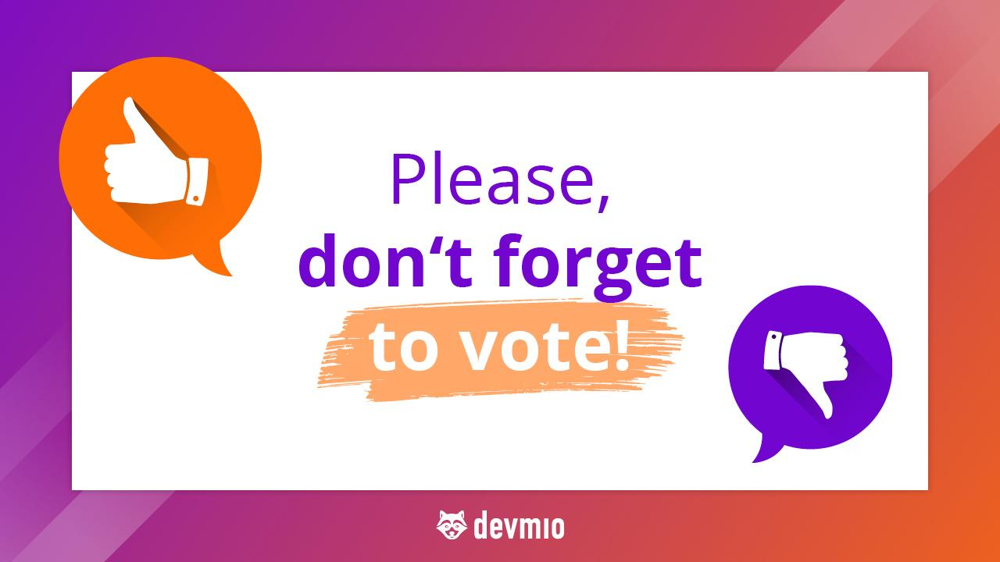 Please,
don‘t forget
to vote!
devmio